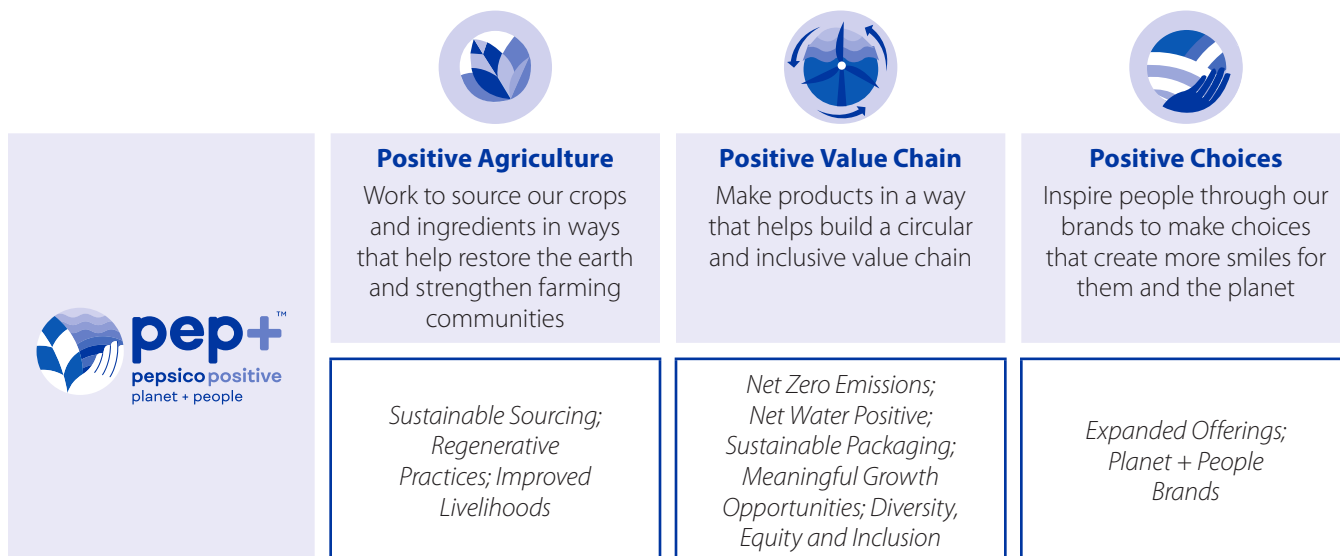 Positive Agriculture
Work to source our crops
and ingredients in ways
that help restore the earth
and strengthen farming
communities
Positive Value Chain
Make products in a way
that helps build a circular
and inclusive value chain
Positive Choices
Inspire people through our
brands to make choices
that create more smiles for
them and the planet
pep+™
pepsico positive
planet + people
Sustainable Sourcing;
Regenerative
Practices; Improved
Livelihoods
Net Zero Emissions;
Net Water Positive;
Sustainable Packaging;
Meaningful Growth
Opportunities; Diversity,
Equity and Inclusion
Expanded Offerings;
Planet + People
Brands